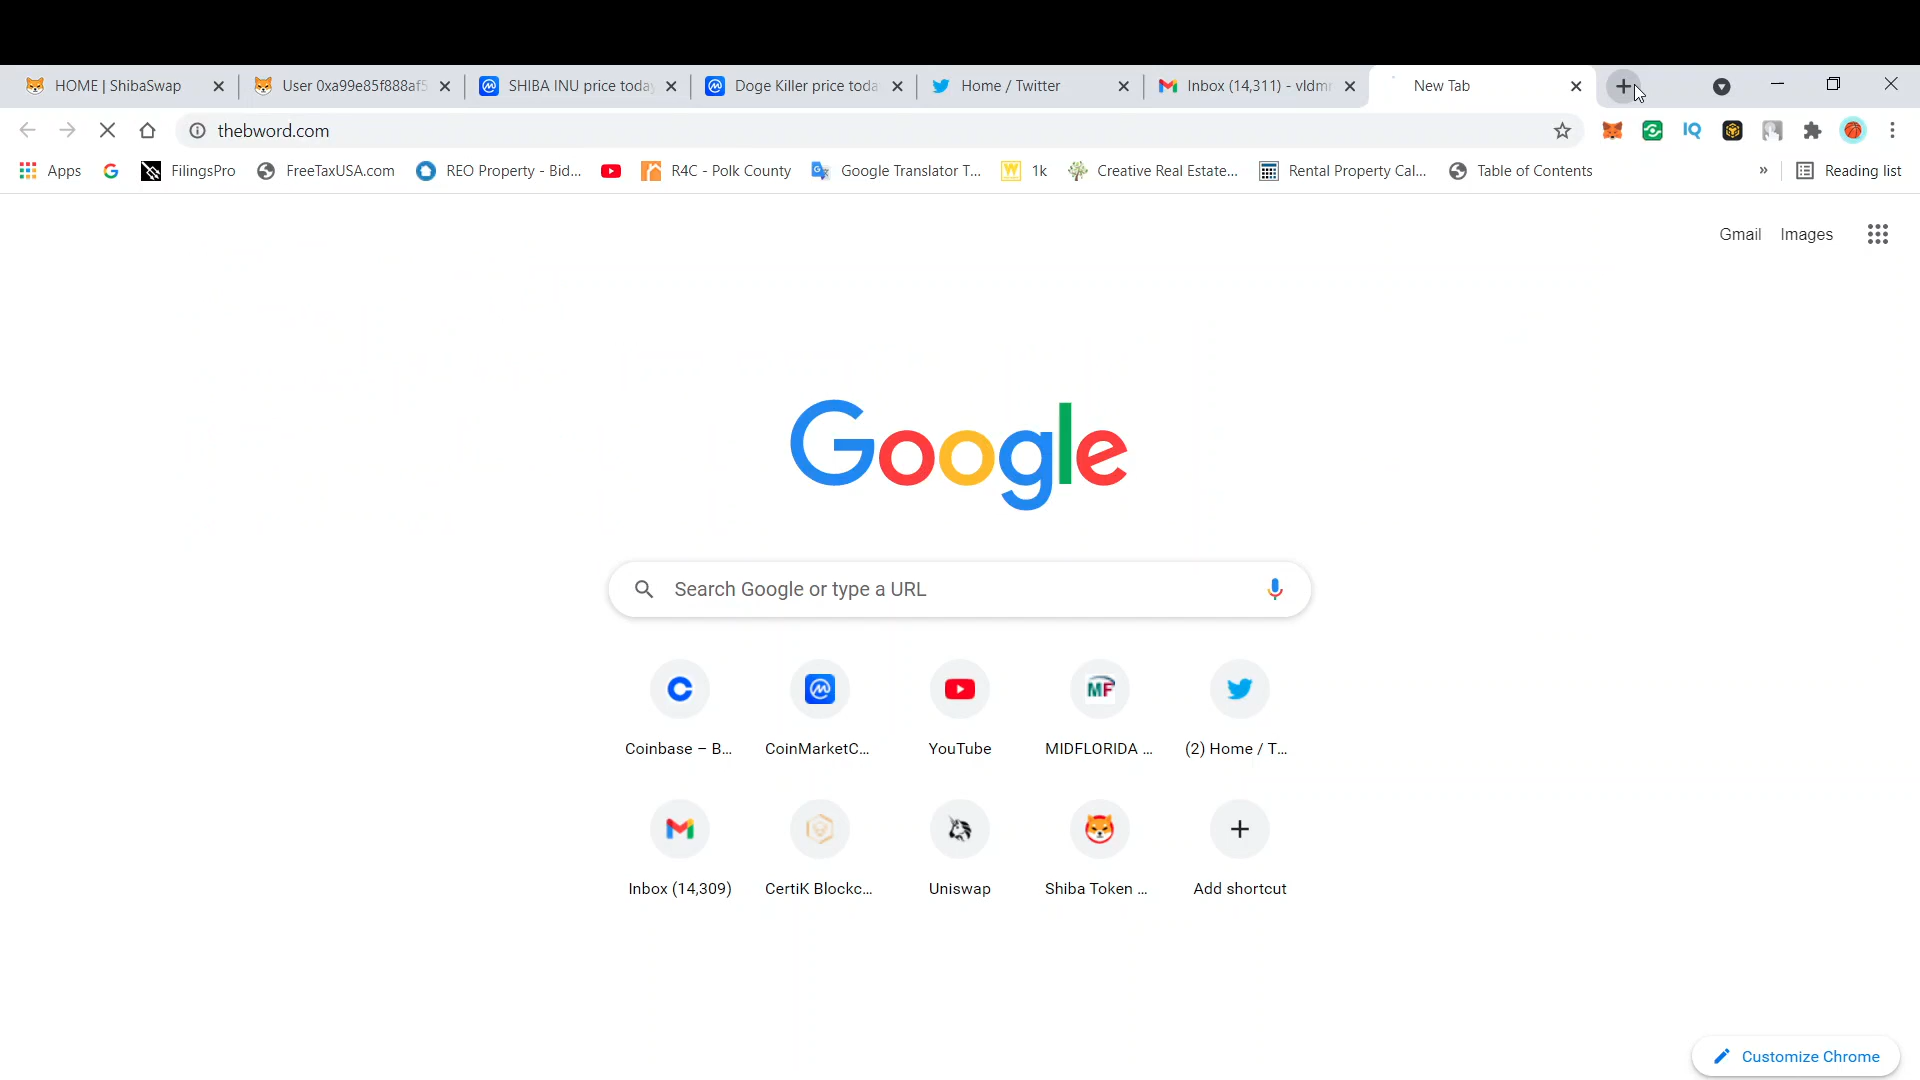 HOME | ShibaSwap
User 0xa99e85f888af5
SHIBA INU price today
Doge Killer price toda
Home / Twitter
Inbox (14,311) - vldmr
New Tab
thebword.com
Apps
FilingsPro
FreeTaxUSA.com
REO Property - Bid...
R4C - Polk County
Google Translator T...
1k
Creative Real Estate...
Rental Property Cal...
Table of Contents
»
Reading list
Gmail
Images
Google
Search Google or type a URL
Coinbase – B...
CoinMarketC...
YouTube
MF
MIDFLORIDA ...
(2) Home / T...
Inbox (14,309)
CertiK Blockc...
Uniswap
Shiba Token ...
Add shortcut
Customize Chrome